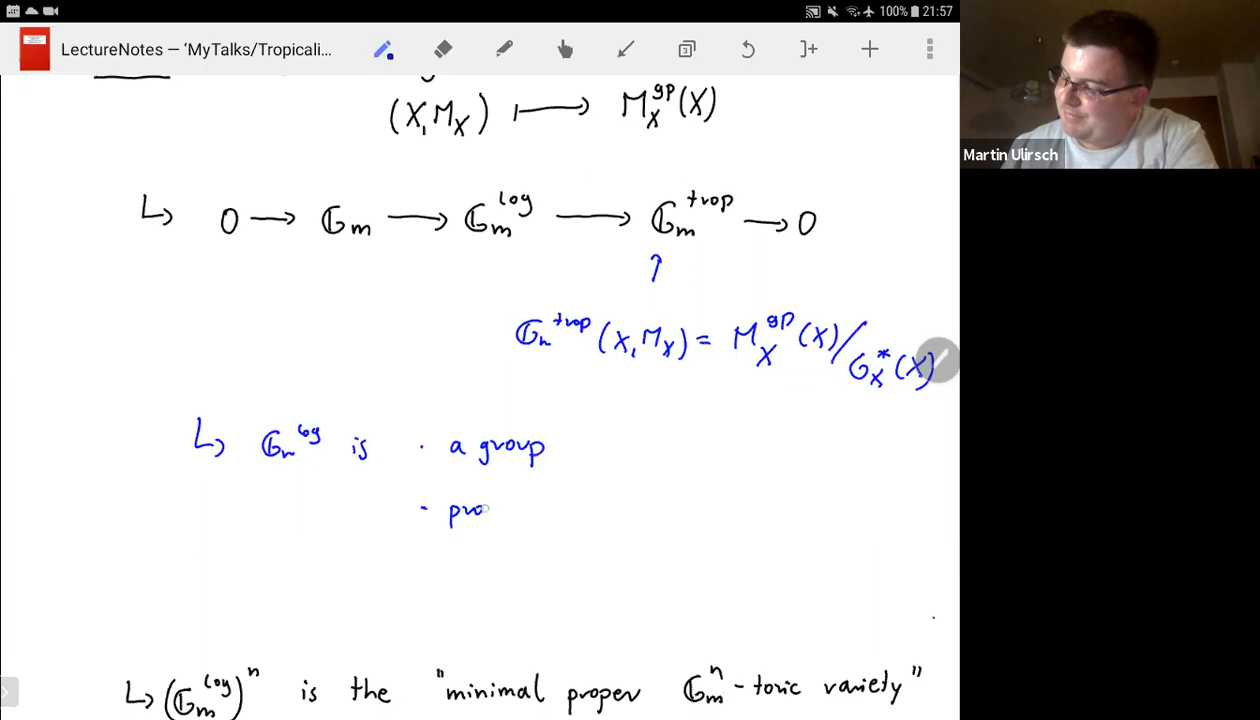 100% 21:57
LectureNotes — ‘MyTalks/Tropicali...
(X, M_X) ⟼ M_X^gp(X)
↳ 0 → 𝔾_m → 𝔾_m^log → 𝔾_m^trop → 0
↑
𝔾_m^trop (X, M_X) = M_X^gp(X) / O_X^*(X)
↳ 𝔾_m^log is · a group
· pro
↳ (𝔾_m^log)^n is the "minimal proper 𝔾_m^n - toric variety"
Martin Ulirsch